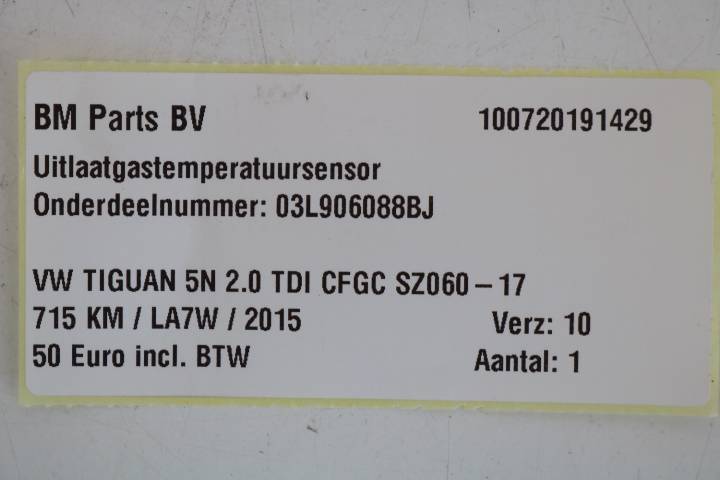 BM Parts BV 100720191429
Uitlaatgastemperatuursensor
Onderdeelnummer: 03L906088BJ
VW TIGUAN 5N 2.0 TDI CFGC SZ060-17
715 KM / LA7W / 2015 Verz: 10
50 Euro incl. BTW Aantal: 1